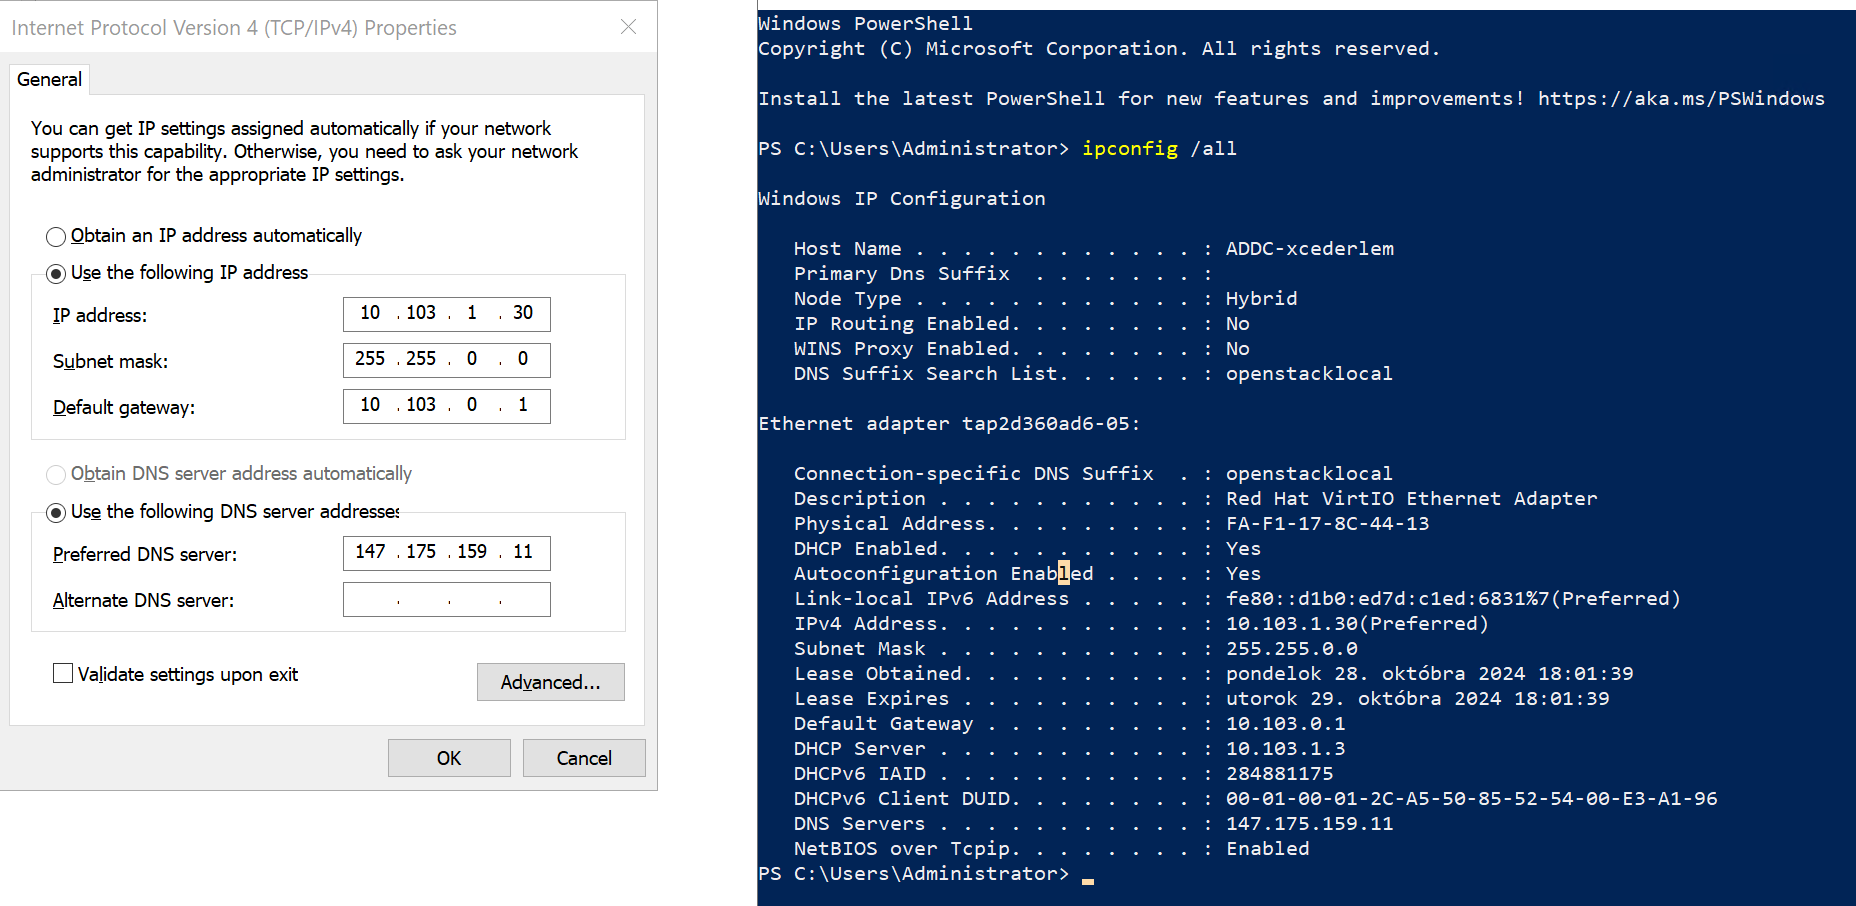 Internet Protocol Version 4 (TCP/IPv4) Properties
General
You can get IP settings assigned automatically if your network
supports this capability. Otherwise, you need to ask your network
administrator for the appropriate IP settings.
Obtain an IP address automatically
Use the following IP address
IP address: 10 . 103 . 1 . 30
Subnet mask: 255 . 255 . 0 . 0
Default gateway: 10 . 103 . 0 . 1
Obtain DNS server address automatically
Use the following DNS server addresses
Preferred DNS server: 147 . 175 . 159 . 11
Alternate DNS server: . . .
Validate settings upon exit
Advanced...
OK Cancel
Windows PowerShell
Copyright (C) Microsoft Corporation. All rights reserved.
Install the latest PowerShell for new features and improvements! https://aka.ms/PSWindows
PS C:\Users\Administrator> ipconfig /all
Windows IP Configuration
Host Name . . . . . . . . . . . . : ADDC-xcederlem
Primary Dns Suffix  . . . . . . . :
Node Type . . . . . . . . . . . . : Hybrid
IP Routing Enabled. . . . . . . . : No
WINS Proxy Enabled. . . . . . . . : No
DNS Suffix Search List. . . . . . : openstacklocal
Ethernet adapter tap2d360ad6-05:
Connection-specific DNS Suffix  . : openstacklocal
Description . . . . . . . . . . . : Red Hat VirtIO Ethernet Adapter
Physical Address. . . . . . . . . : FA-F1-17-8C-44-13
DHCP Enabled. . . . . . . . . . . : Yes
Autoconfiguration Enabled . . . . : Yes
Link-local IPv6 Address . . . . . : fe80::d1b0:ed7d:c1ed:6831%7(Preferred)
IPv4 Address. . . . . . . . . . . : 10.103.1.30(Preferred)
Subnet Mask . . . . . . . . . . . : 255.255.0.0
Lease Obtained. . . . . . . . . . : pondelok 28. októbra 2024 18:01:39
Lease Expires . . . . . . . . . . : utorok 29. októbra 2024 18:01:39
Default Gateway . . . . . . . . . : 10.103.0.1
DHCP Server . . . . . . . . . . . : 10.103.1.3
DHCPv6 IAID . . . . . . . . . . . : 284881175
DHCPv6 Client DUID. . . . . . . . : 00-01-00-01-2C-A5-50-85-52-54-00-E3-A1-96
DNS Servers . . . . . . . . . . . : 147.175.159.11
NetBIOS over Tcpip. . . . . . . . : Enabled
PS C:\Users\Administrator>